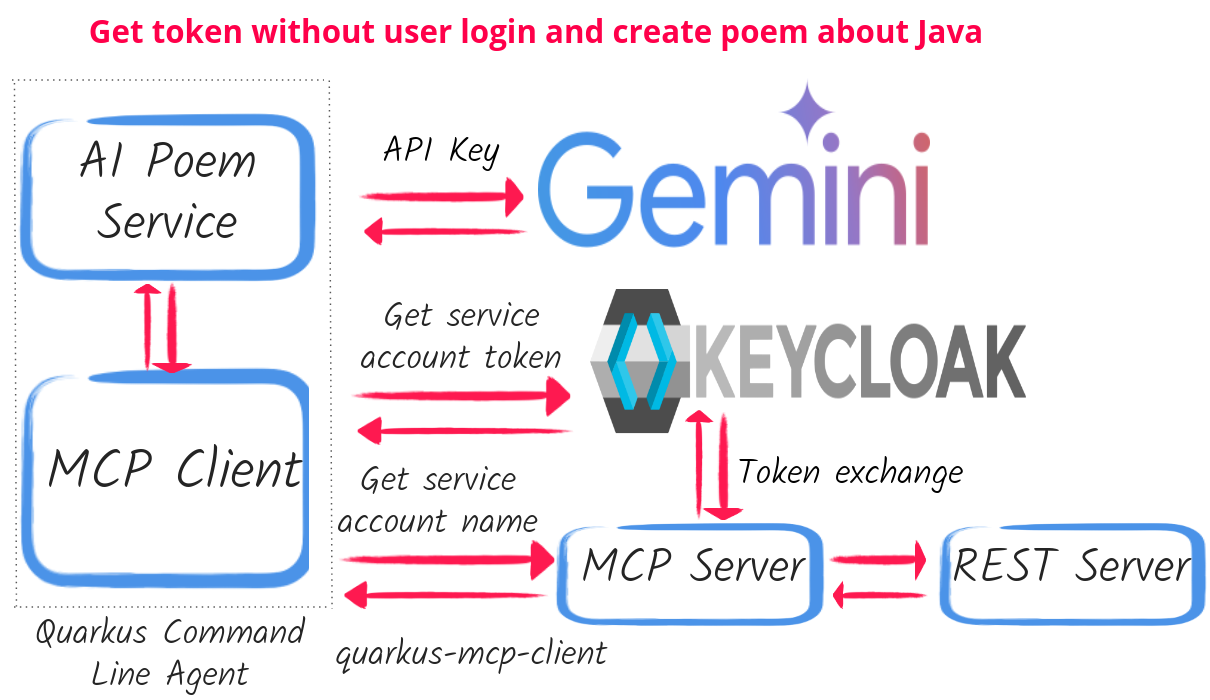 Get token without user login and create poem about Java
AI Poem
Service
API Key
Gemini
Get service
account token
KEYCLOAK
MCP Client
Get service
account name
Token exchange
MCP Server
REST Server
Quarkus Command
Line Agent
quarkus-mcp-client